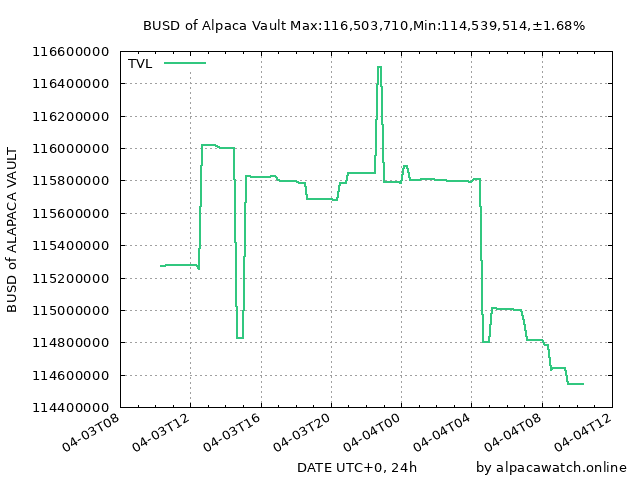 BUSD of Alpaca Vault Max:116,503,710,Min:114,539,514,±1.68%
TVL
116600000
116400000
116200000
116000000
115800000
115600000
115400000
115200000
115000000
114800000
114600000
114400000
BUSD of ALAPACA VAULT
04-03T08
04-03T12
04-03T16
04-03T20
04-04T00
04-04T04
04-04T08
04-04T12
DATE UTC+0, 24h
by alpacawatch.online